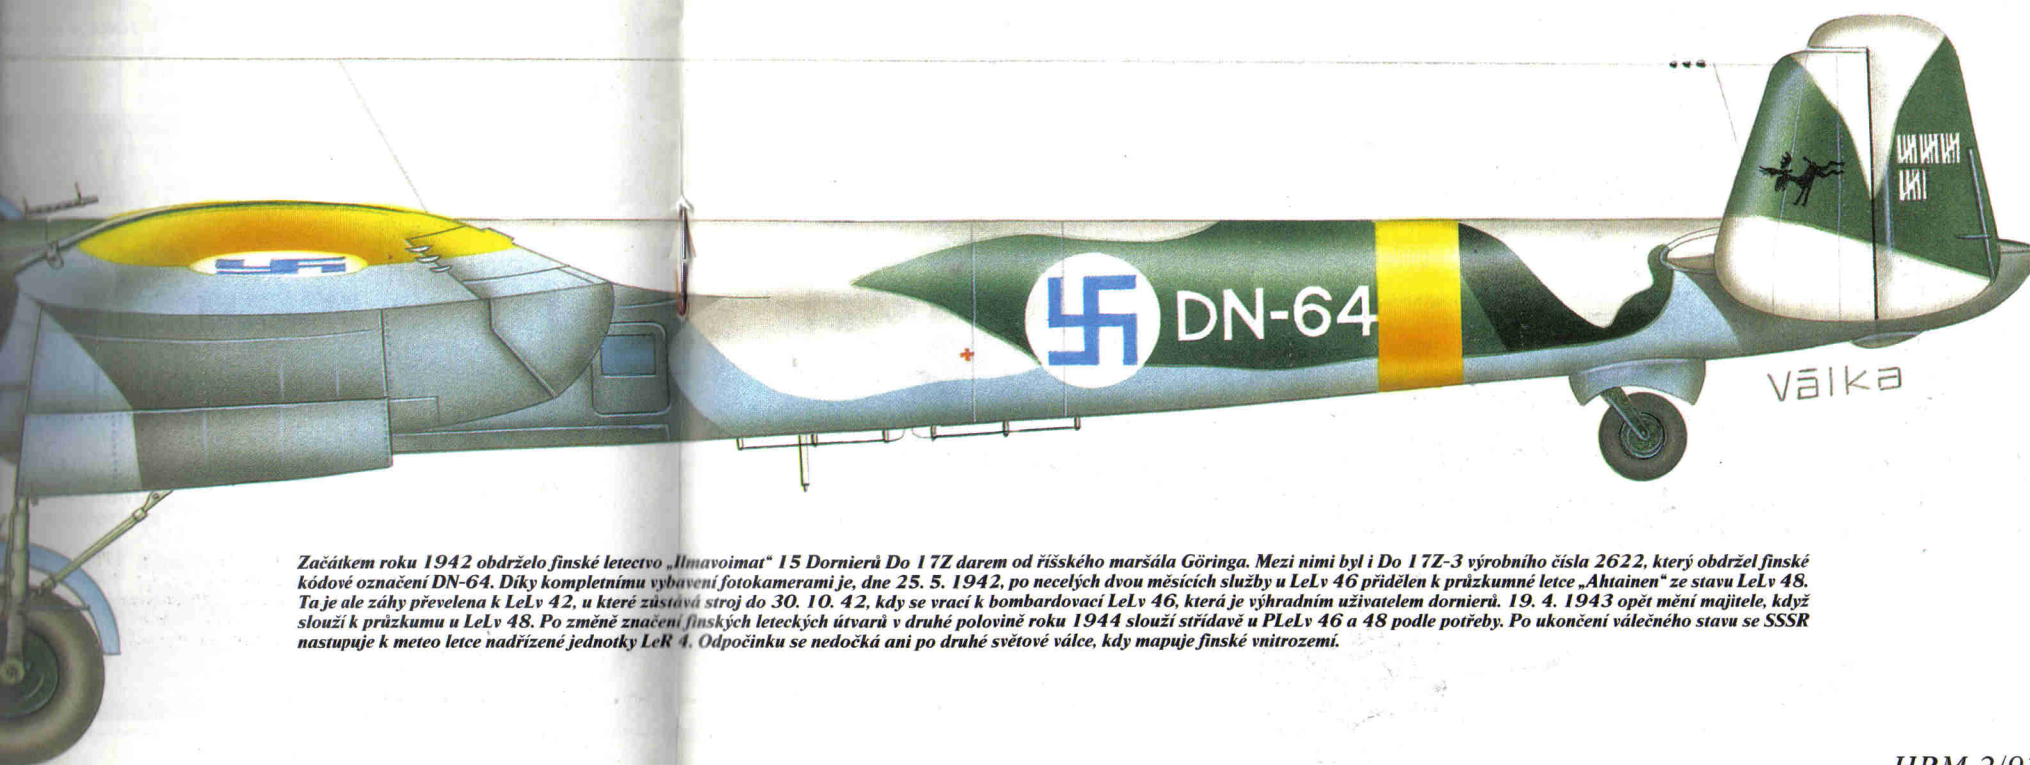 DN-64
Válka
Začátkem roku 1942 obdrželo finské letectvo „Ilmavoimat“ 15 Dornierů Do 17Z darem od říšského maršála Göringa. Mezi nimi byl i Do 17Z-3 výrobního čísla 2622, který obdržel finské
kódové označení DN-64. Díky kompletnímu vybavení fotokamerami je, dne 25. 5. 1942, po necelých dvou měsících služby u LeLv 46 přidělen k průzkumné letce „Ahtainen“ ze stavu LeLv 48.
Ta je ale záhy převelena k LeLv 42, u které zůstává stroj do 30. 10. 42, kdy se vrací k bombardovací LeLv 46, která je výhradním uživatelem dornierů. 19. 4. 1943 opět mění majitele, když
slouží k průzkumu u LeLv 48. Po změně značení finských leteckých útvarů v druhé polovině roku 1944 slouží střídavě u PLeLv 46 a 48 podle potřeby. Po ukončení válečného stavu se SSSR
nastupuje k meteo letce nadřízené jednotky LeR 4. Odpočinku se nedočká ani po druhé světové válce, kdy mapuje finské vnitrozemí.